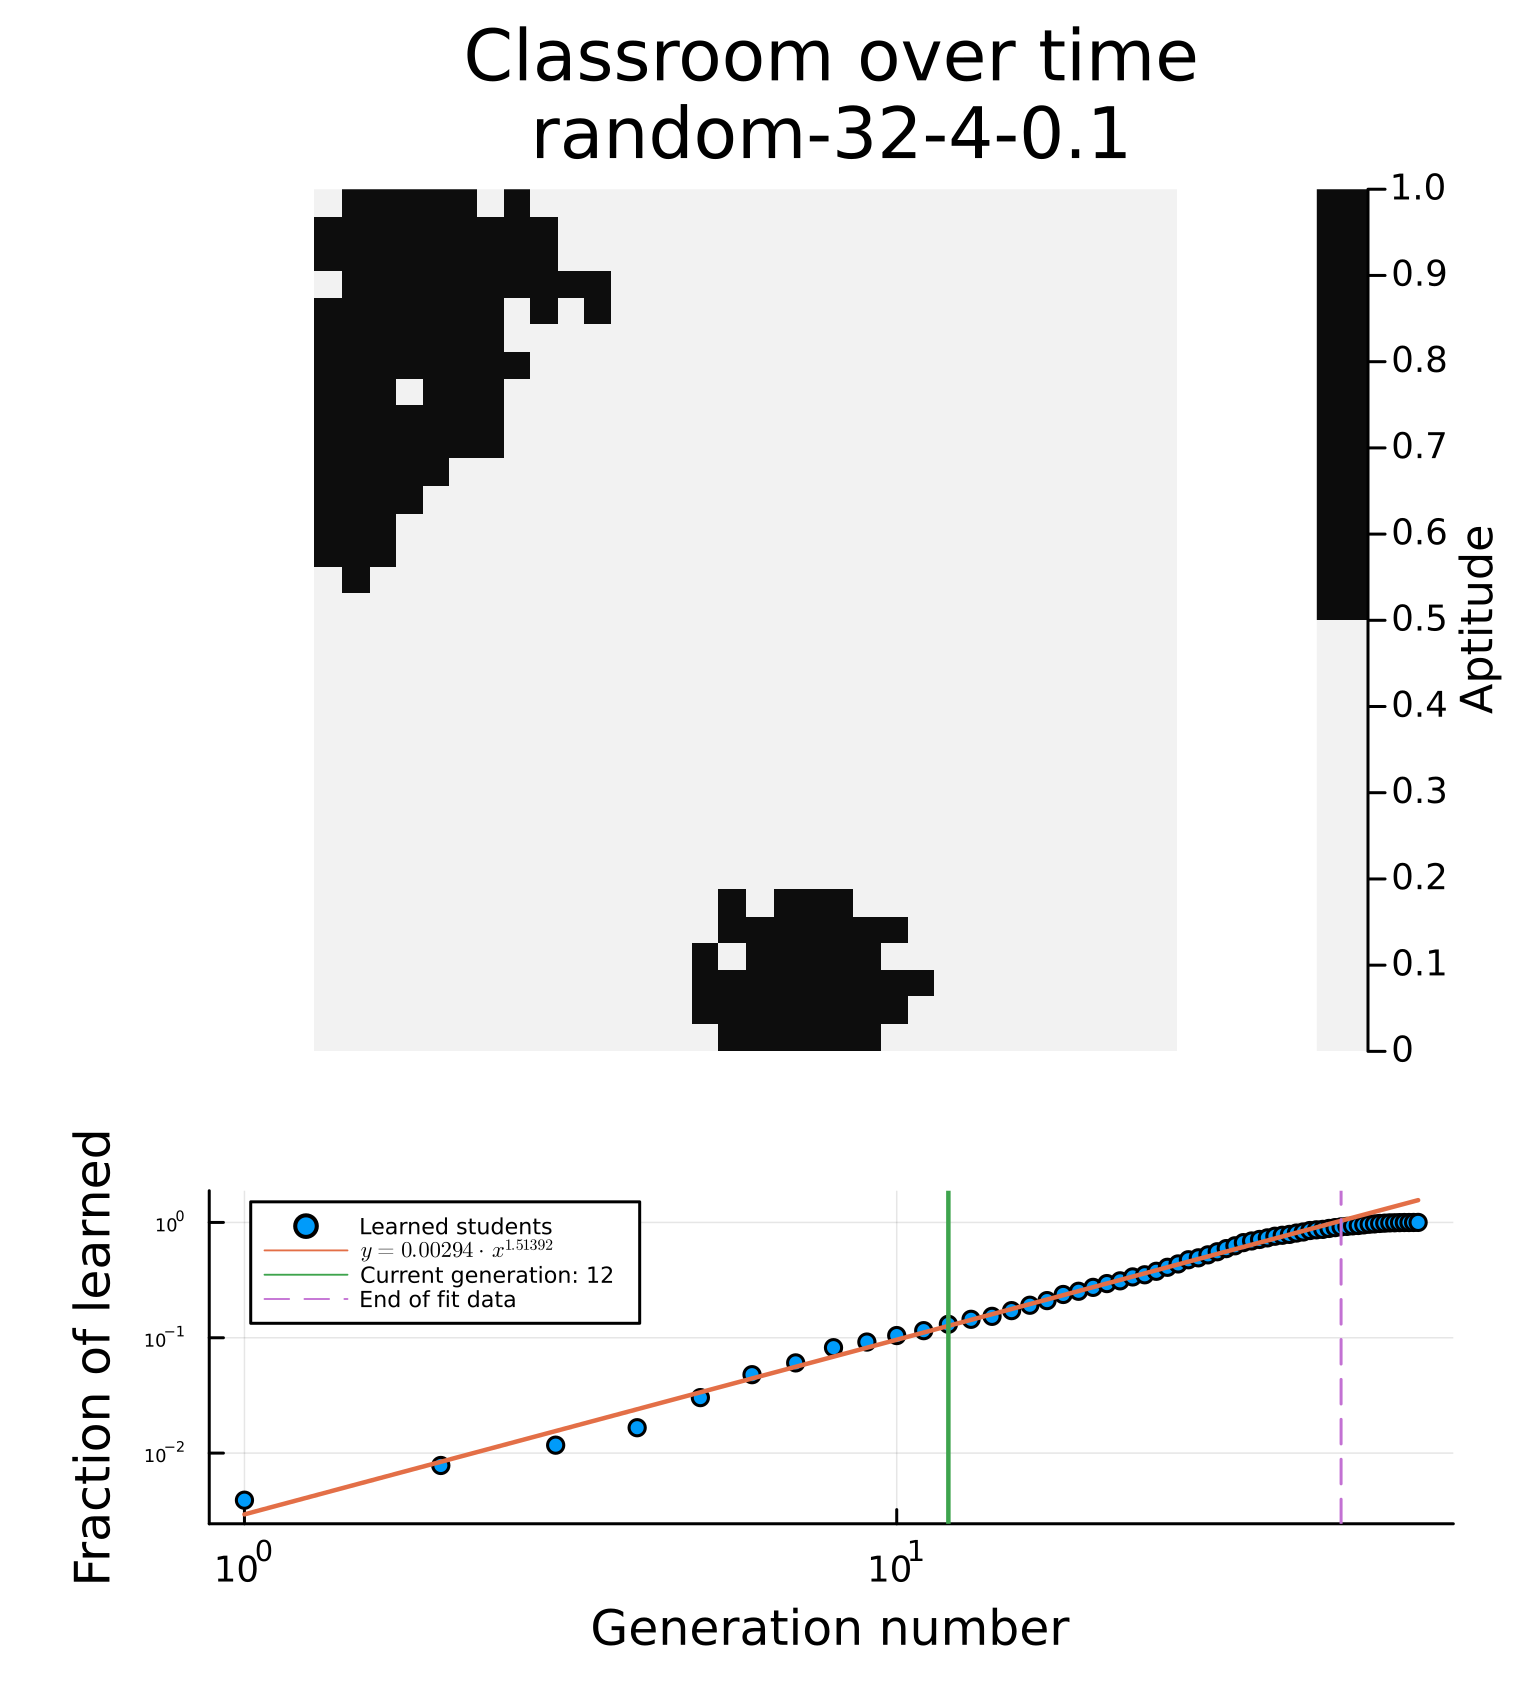 Classroom over time
random-32-4-0.1
1.0
0.9
0.8
0.7
0.6
0.5
0.4
0.3
0.2
0.1
0
Aptitude
Fraction of learned
10^0
10^-1
10^-2
Learned students
y = 0.00294 · x^1.51392
Current generation: 12
End of fit data
10^0
10^1
Generation number